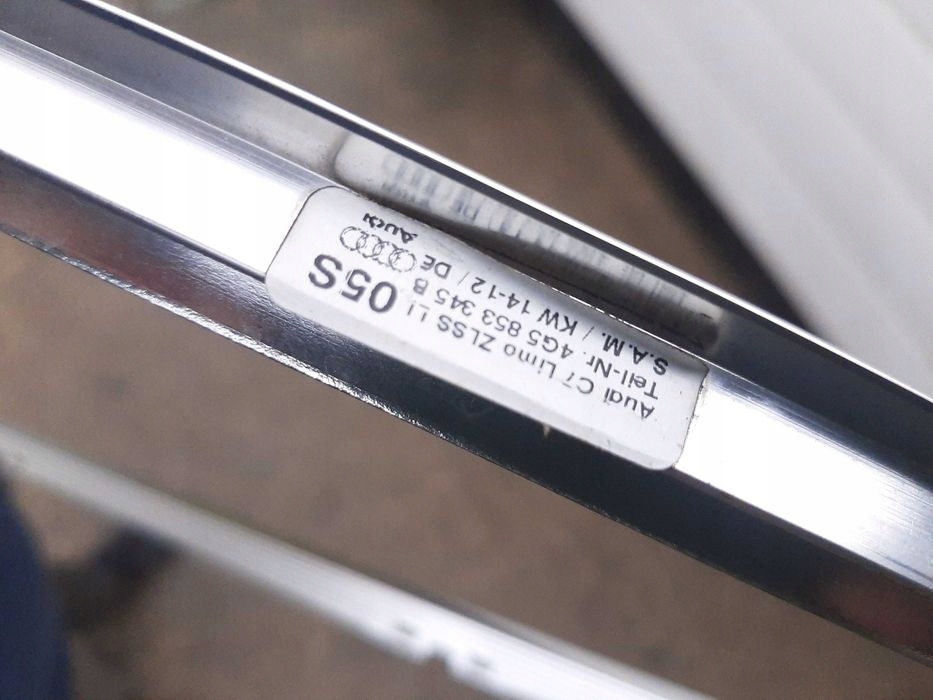 Audi C7 Limo ZLSS Li
Teil-Nr. 4G5 853 345 B
S.A.M. / KW 14-12 / DE
05S
Audi